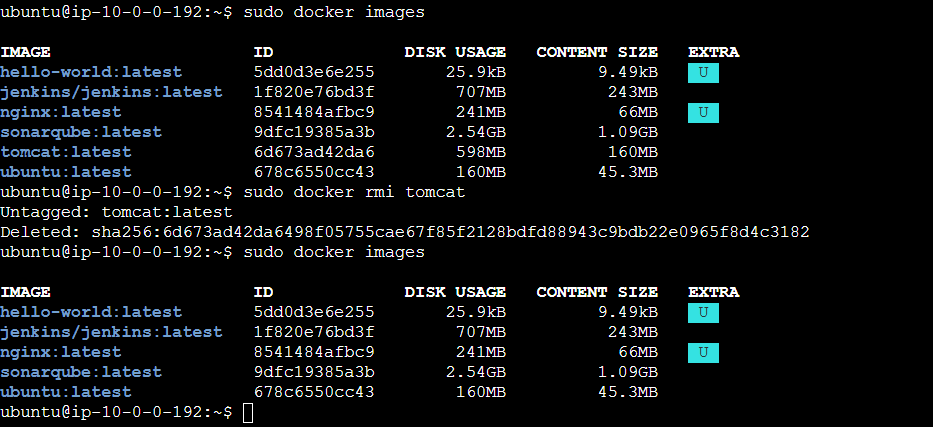 ubuntu@ip-10-0-0-192:~$ sudo docker images
IMAGE ID DISK USAGE CONTENT SIZE EXTRA
hello-world:latest 5dd0d3e6e255 25.9kB 9.49kB U
jenkins/jenkins:latest 1f820e76bd3f 707MB 243MB
nginx:latest 8541484afbc9 241MB 66MB U
sonarqube:latest 9dfc19385a3b 2.54GB 1.09GB
tomcat:latest 6d673ad42da6 598MB 160MB
ubuntu:latest 678c6550cc43 160MB 45.3MB
ubuntu@ip-10-0-0-192:~$ sudo docker rmi tomcat
Untagged: tomcat:latest
Deleted: sha256:6d673ad42da6498f05755cae67f85f2128bdfd88943c9bdb22e0965f8d4c3182
ubuntu@ip-10-0-0-192:~$ sudo docker images
IMAGE ID DISK USAGE CONTENT SIZE EXTRA
hello-world:latest 5dd0d3e6e255 25.9kB 9.49kB U
jenkins/jenkins:latest 1f820e76bd3f 707MB 243MB
nginx:latest 8541484afbc9 241MB 66MB U
sonarqube:latest 9dfc19385a3b 2.54GB 1.09GB
ubuntu:latest 678c6550cc43 160MB 45.3MB
ubuntu@ip-10-0-0-192:~$